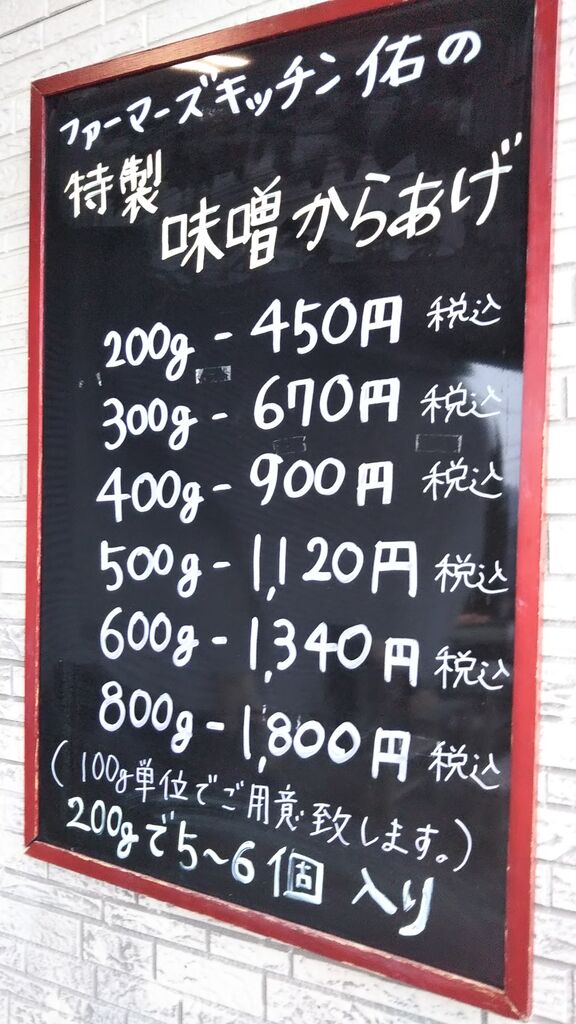 ファーマーズキッチン佑の
特製
味噌からあげ
200g-450円 税込
300g-670円 税込
400g-900円 税込
500g-1,120円 税込
600g-1,340円 税込
800g-1,800円 税込
(100g単位でご用意致します。)
200gで5〜6個入り